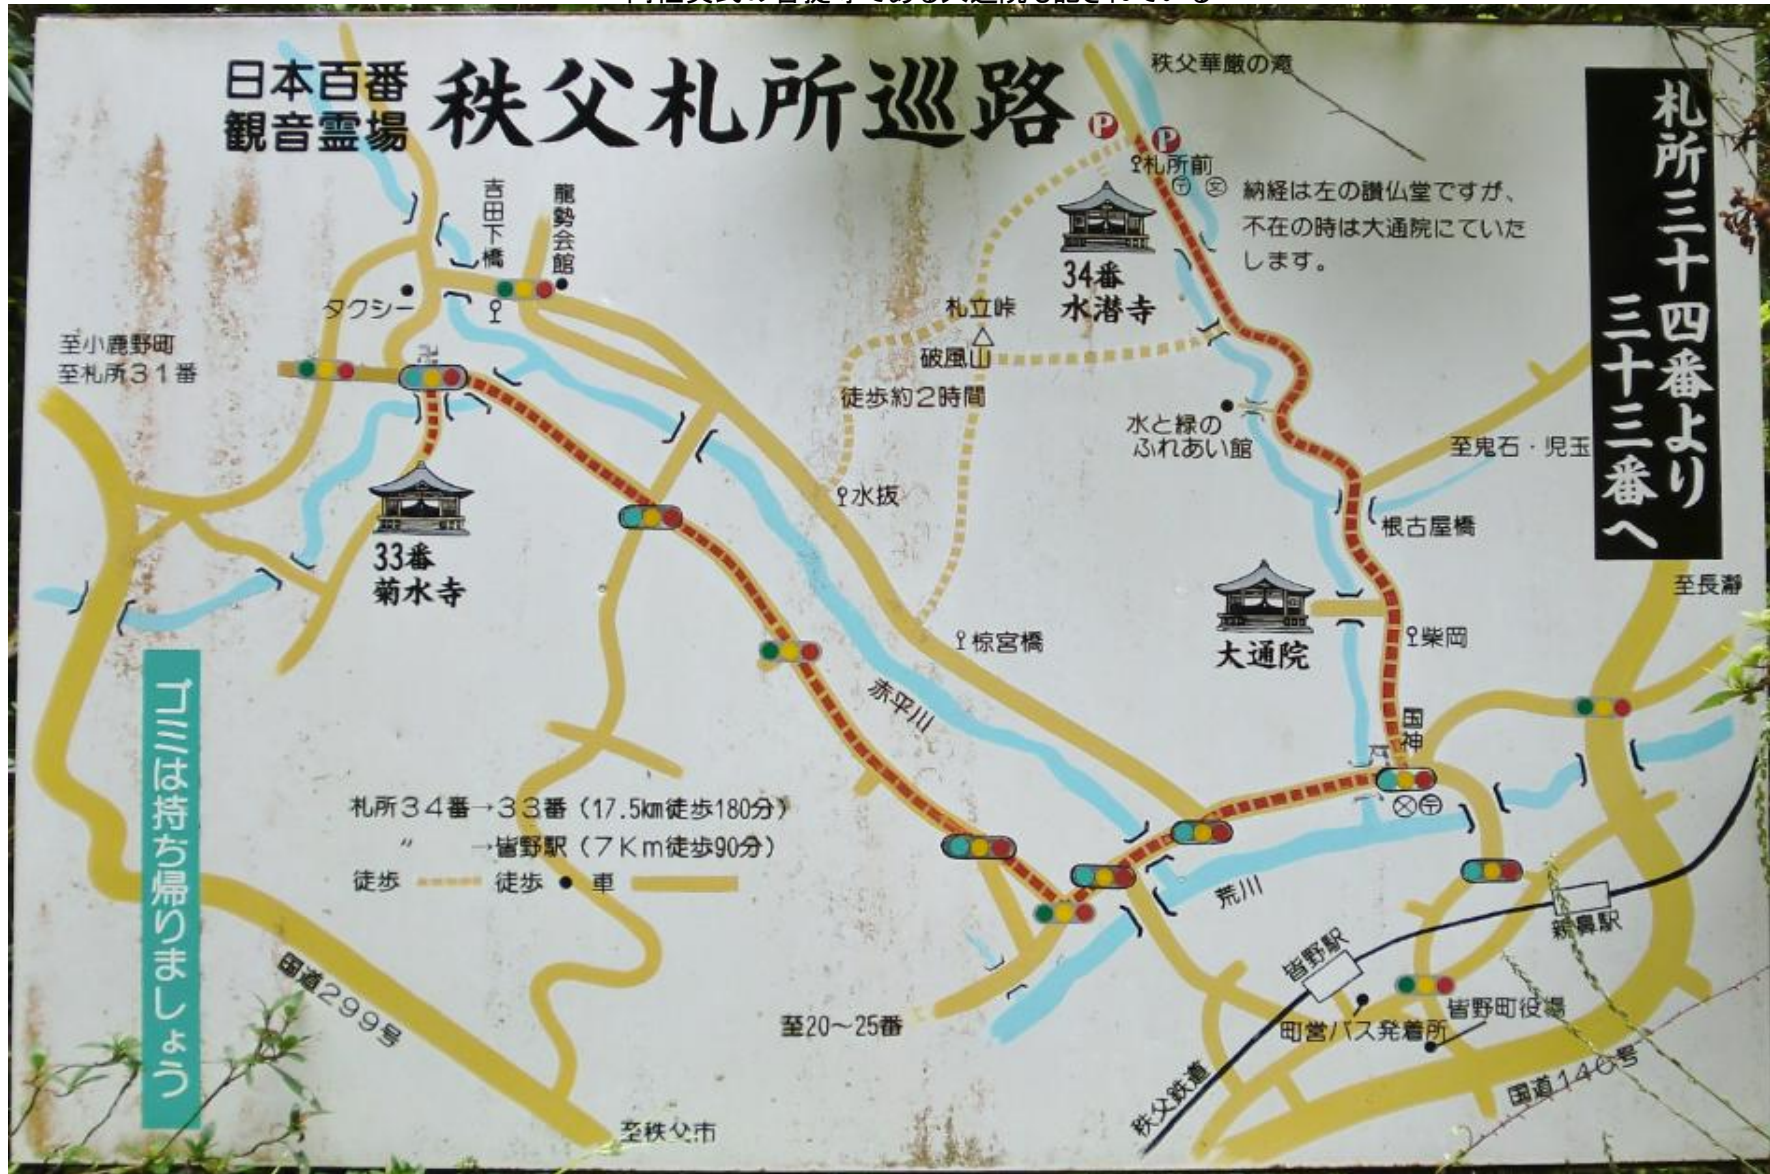 日本百番
観音霊場
秩父札所巡路
秩父華厳の滝
札所三十四番より
三十三番へ
P
P
札所前
納経は左の讃仏堂ですが、
不在の時は大通院にていた
します。
34番
水潜寺
吉田下橋
龍勢会館
タクシー
至小鹿野町
至札所31番
札立峠
破風山
徒歩約2時間
水と緑の
ふれあい館
至鬼石・児玉
水抜
根古屋橋
33番
菊水寺
至長瀞
大通院
柴岡
椋宮橋
赤平川
国神
ゴミは持ち帰りましょう
札所34番→33番(17.5km徒歩180分)
〃 →皆野駅(7Km徒歩90分)
徒歩 徒歩 ● 車
荒川
親鼻駅
皆野駅
国道299号
至20~25番
町営バス発着所
皆野町役場
秩父鉄道
国道140号
至秩父市